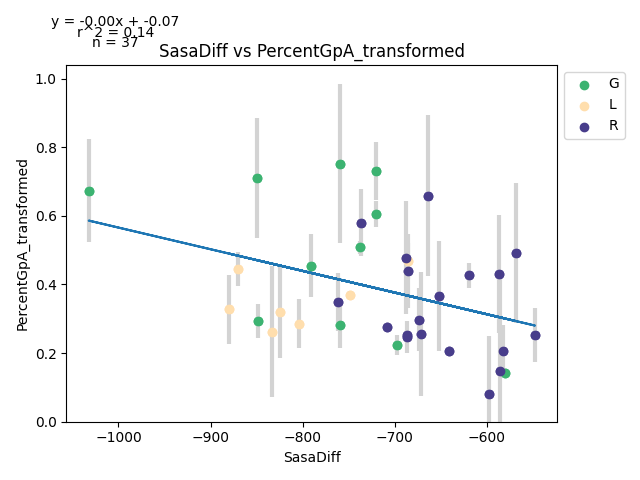 y = -0.00x + -0.07
r^2 = 0.14
n = 37
SasaDiff vs PercentGpA_transformed
G
L
R
PercentGpA_transformed
1.0
0.8
0.6
0.4
0.2
0.0
−1000
−900
−800
−700
−600
SasaDiff